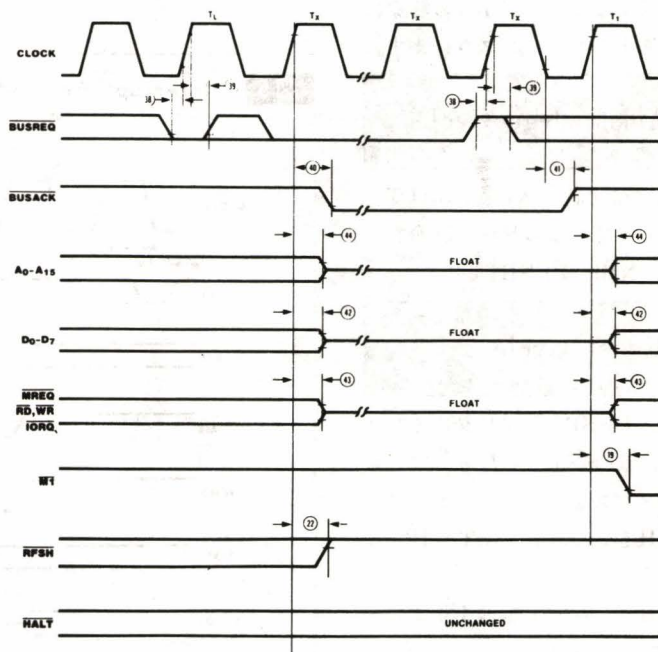 TL TX TX TX T1
CLOCK
38 39 38 39
BUSREQ
40 41
BUSACK
44 44
A0-A15 FLOAT
42 42
D0-D7 FLOAT
43 43
MREQ
RD, WR FLOAT
IORQ
19
M1
22
RFSH
HALT UNCHANGED